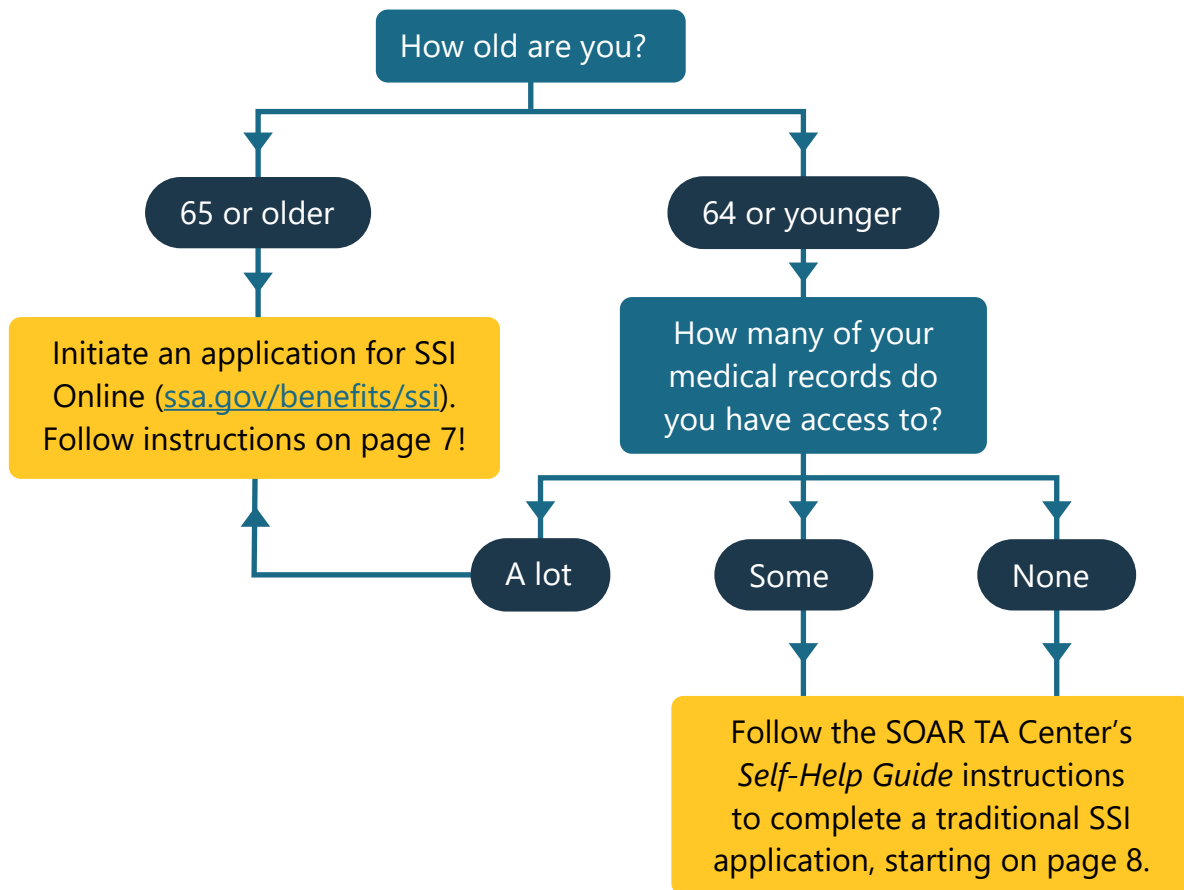 How old are you?
65 or older
64 or younger
Initiate an application for SSI
Online (ssa.gov/benefits/ssi).
Follow instructions on page 7!
How many of your
medical records do
you have access to?
A lot
Some
None
Follow the SOAR TA Center’s
Self-Help Guide instructions
to complete a traditional SSI
application, starting on page 8.